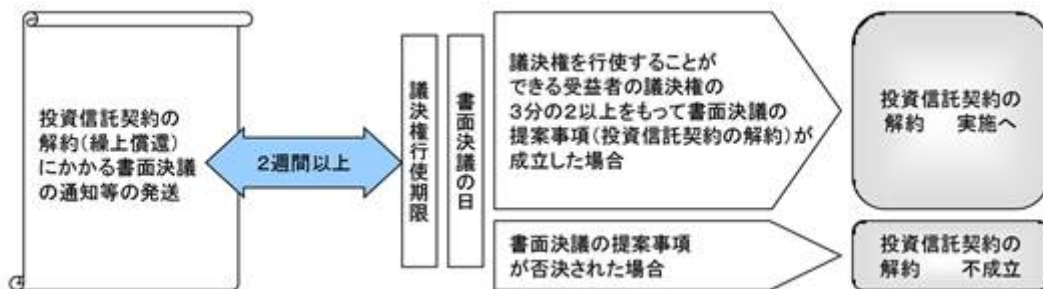 投資信託契約の
解約(繰上償還)
にかかる書面決議
の通知等の発送
2週間以上
議決権行使期限
書面決議の日
議決権を行使することが
できる受益者の議決権の
3分の2以上をもって書面決議の
提案事項(投資信託契約の解約)が
成立した場合
投資信託契約の
解約 実施へ
書面決議の提案事項
が否決された場合
投資信託契約の
解約 不成立